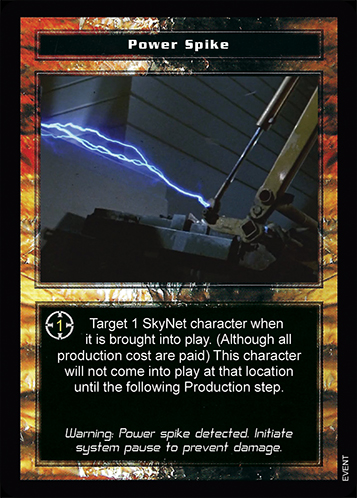 Power Spike
1
Target 1 SkyNet character when
it is brought into play. (Although all
production cost are paid) This character
will not come into play at that location
until the following Production step.
Warning: Power spike detected. Initiate
system pause to prevent damage.
EVENT